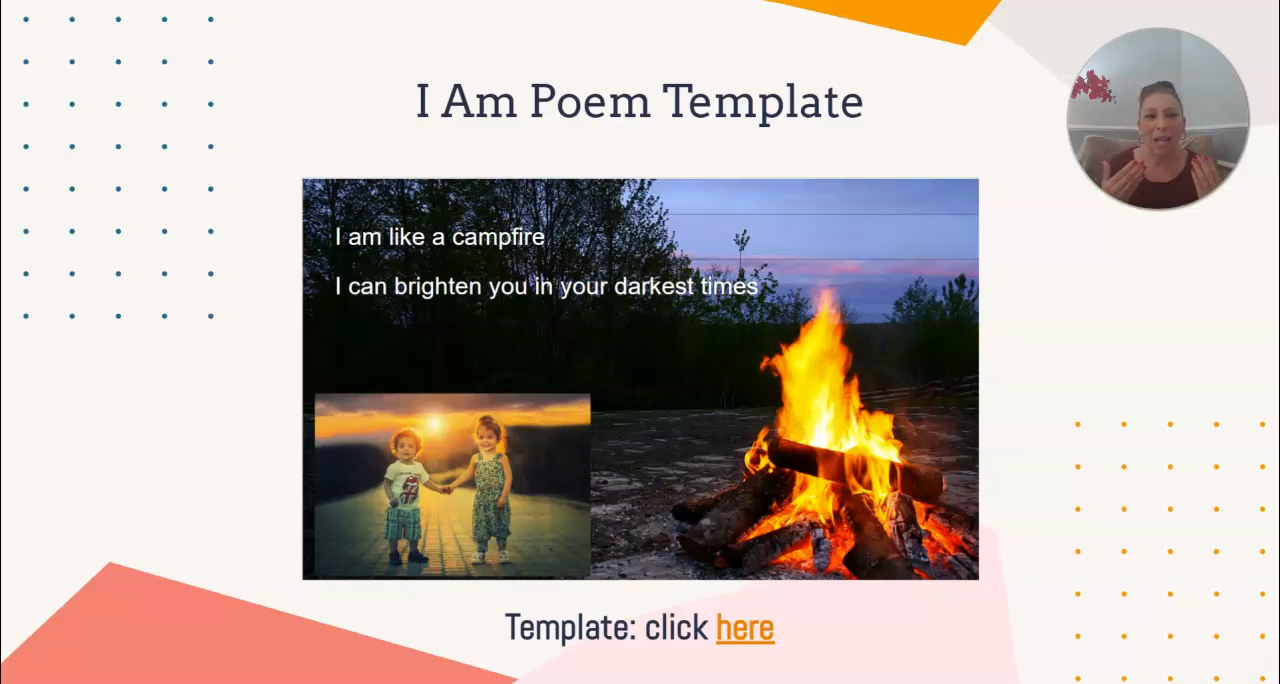 I Am Poem Template
I am like a campfire
I can brighten you in your darkest times
Template: click here